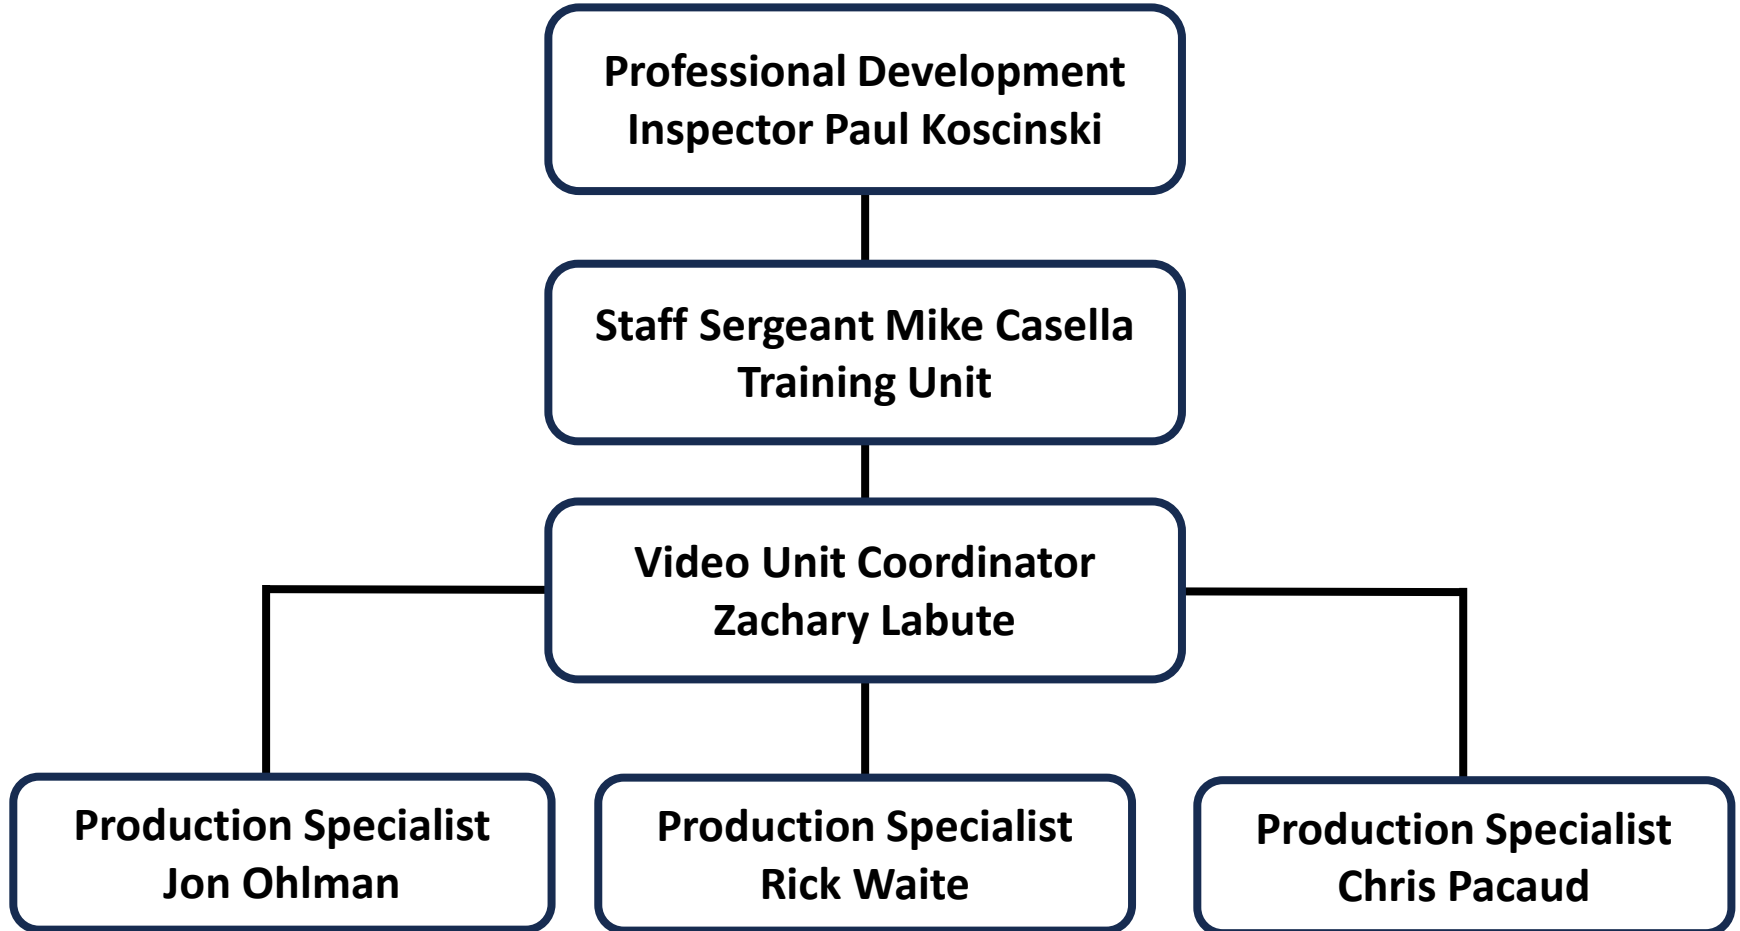 Professional Development
Inspector Paul Koscinski
Staff Sergeant Mike Casella
Training Unit
Video Unit Coordinator
Zachary Labute
Production Specialist
Jon Ohlman
Production Specialist
Rick Waite
Production Specialist
Chris Pacaud